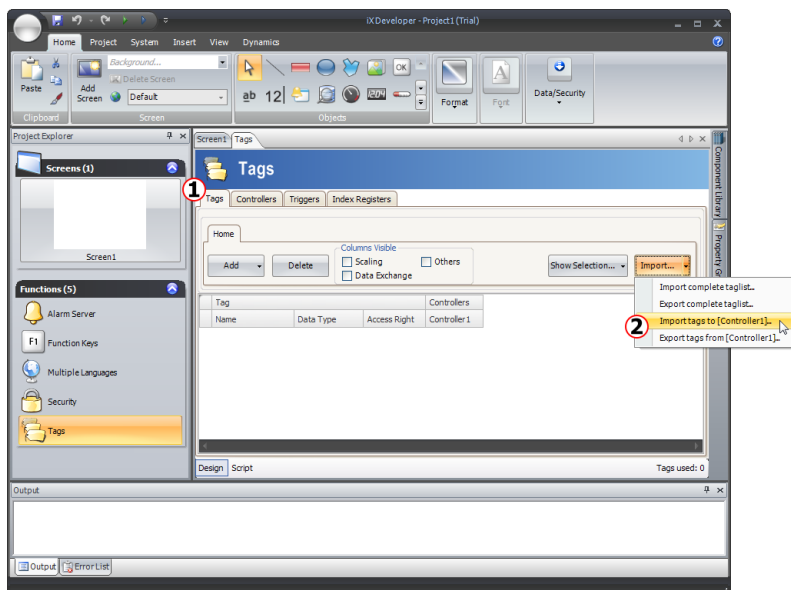 iX Developer - Project1 (Trial)
Home Project System Insert View Dynamics
Paste
Clipboard
Add Screen
Background...
Delete Screen
Default
Screen
OK
ab 12|
Objects
Format
A
Font
Data/Security
Project Explorer
Screens (1)
Screen1
Functions (5)
Alarm Server
F1 Function Keys
Multiple Languages
Security
Tags
Screen1 Tags
Tags
1
Tags Controllers Triggers Index Registers
Home
Add Delete
Columns Visible
Scaling Others
Data Exchange
Show Selection... Import...
Import complete taglist...
Export complete taglist...
2
Import tags to [Controller1]...
Export tags from [Controller1]...
Tag Controllers
Name Data Type Access Right Controller1
Design Script Tags used: 0
Component Library
Output
Output Error List